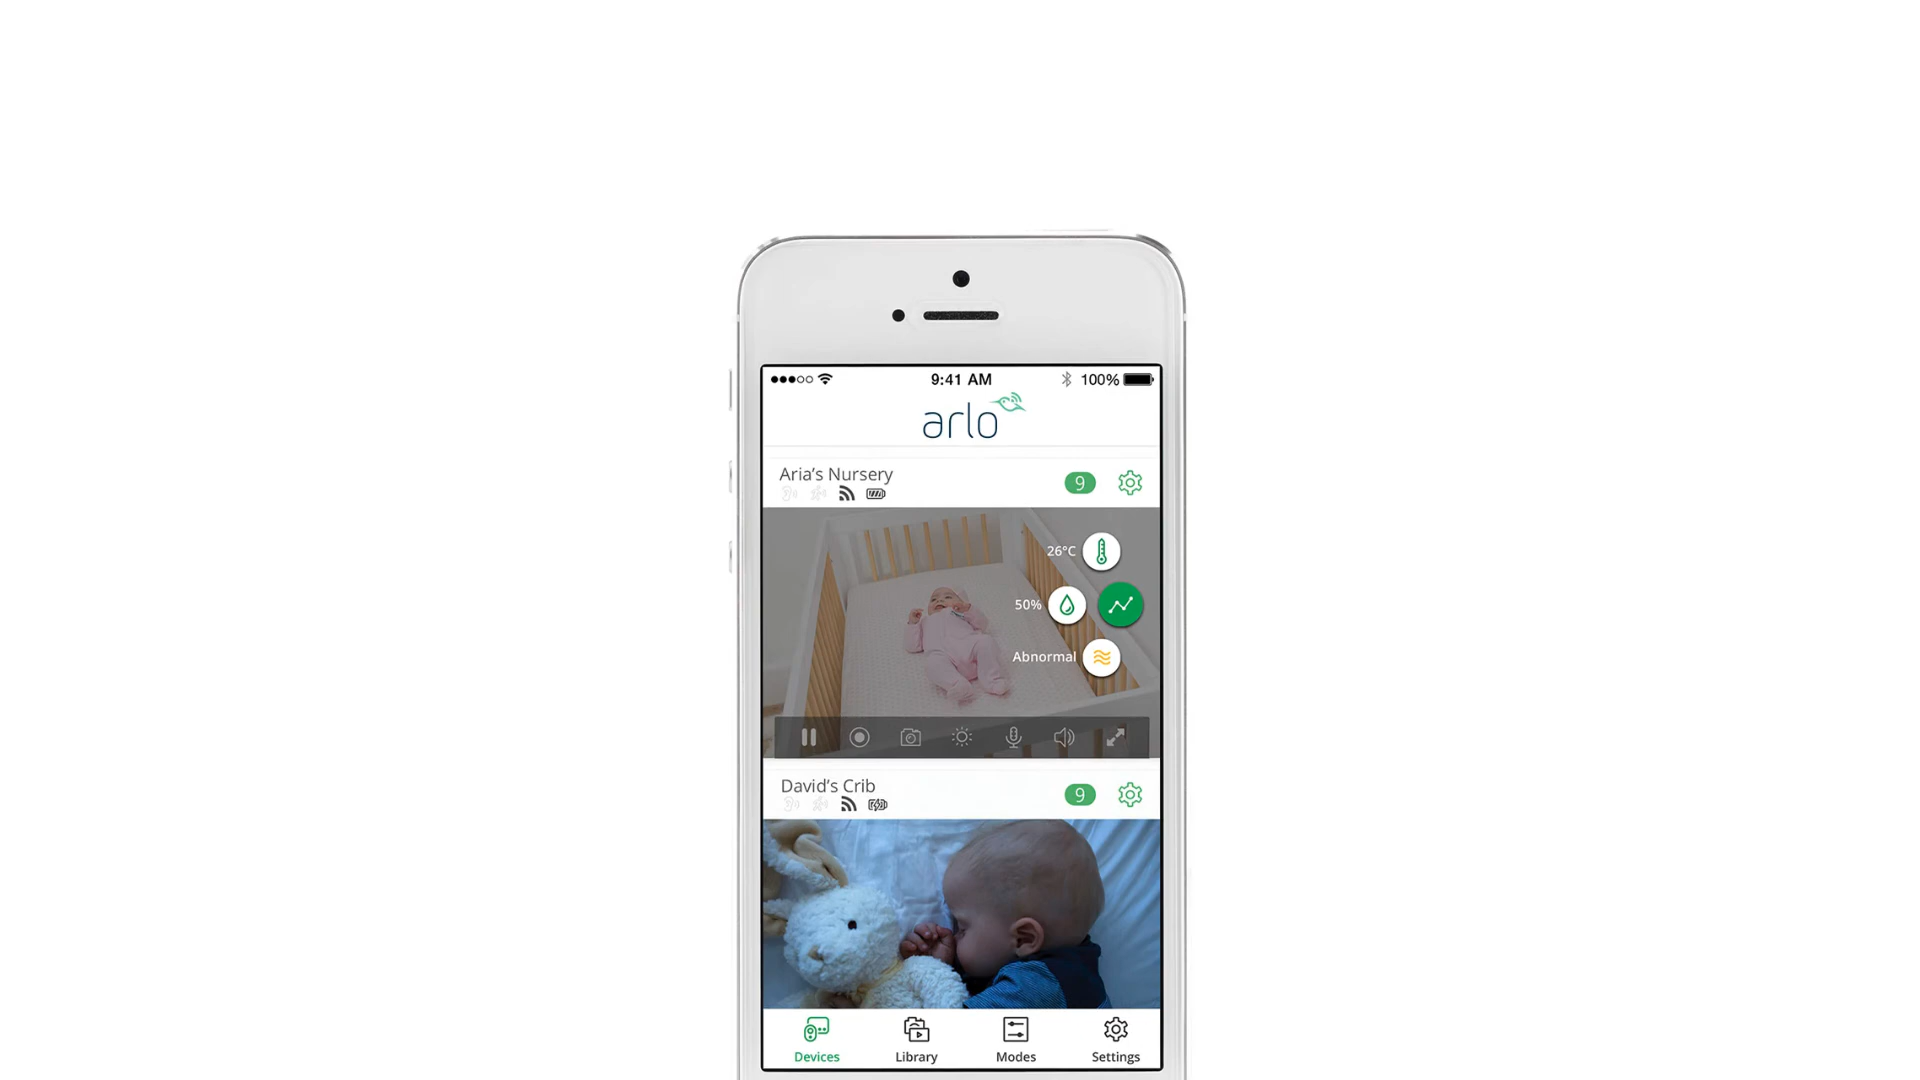 9:41 AM
100%
arlo
Aria's Nursery
9
26°C
50%
Abnormal
David's Crib
9
Devices
Library
Modes
Settings